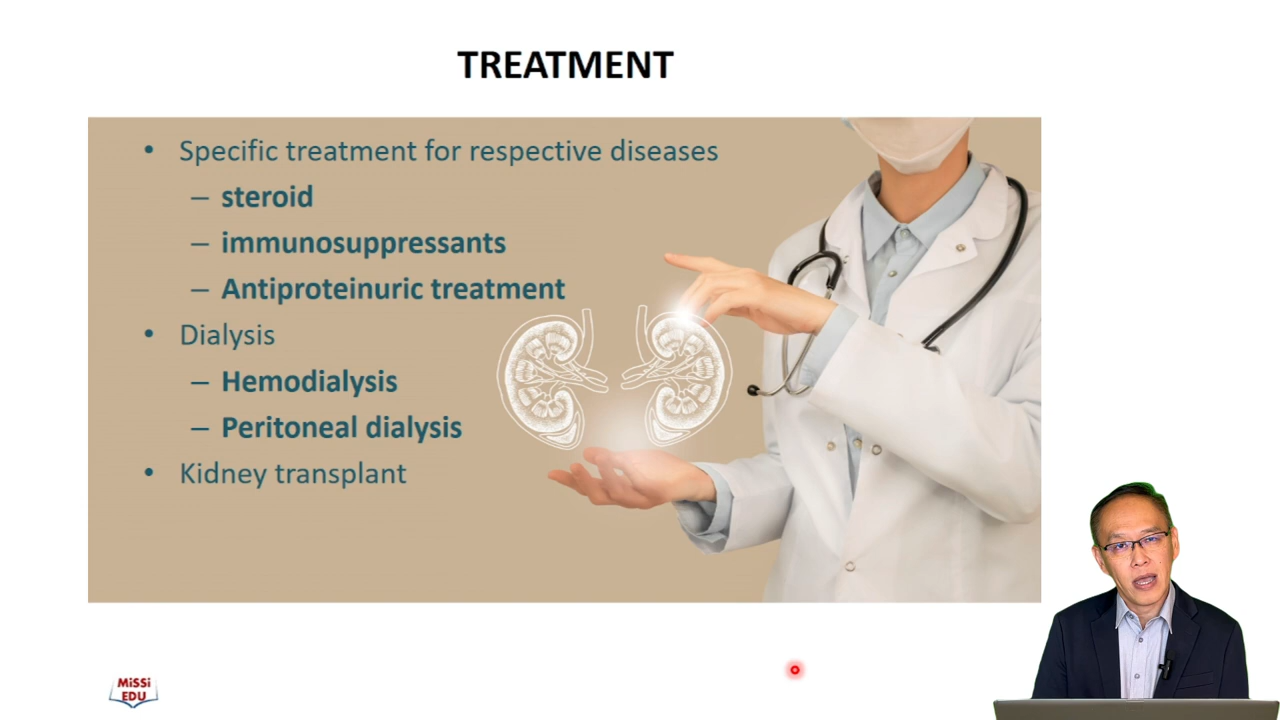 TREATMENT
• Specific treatment for respective diseases
– steroid
– immunosuppressants
– Antiproteinuric treatment
• Dialysis
– Hemodialysis
– Peritoneal dialysis
• Kidney transplant
MiSSi
EDU